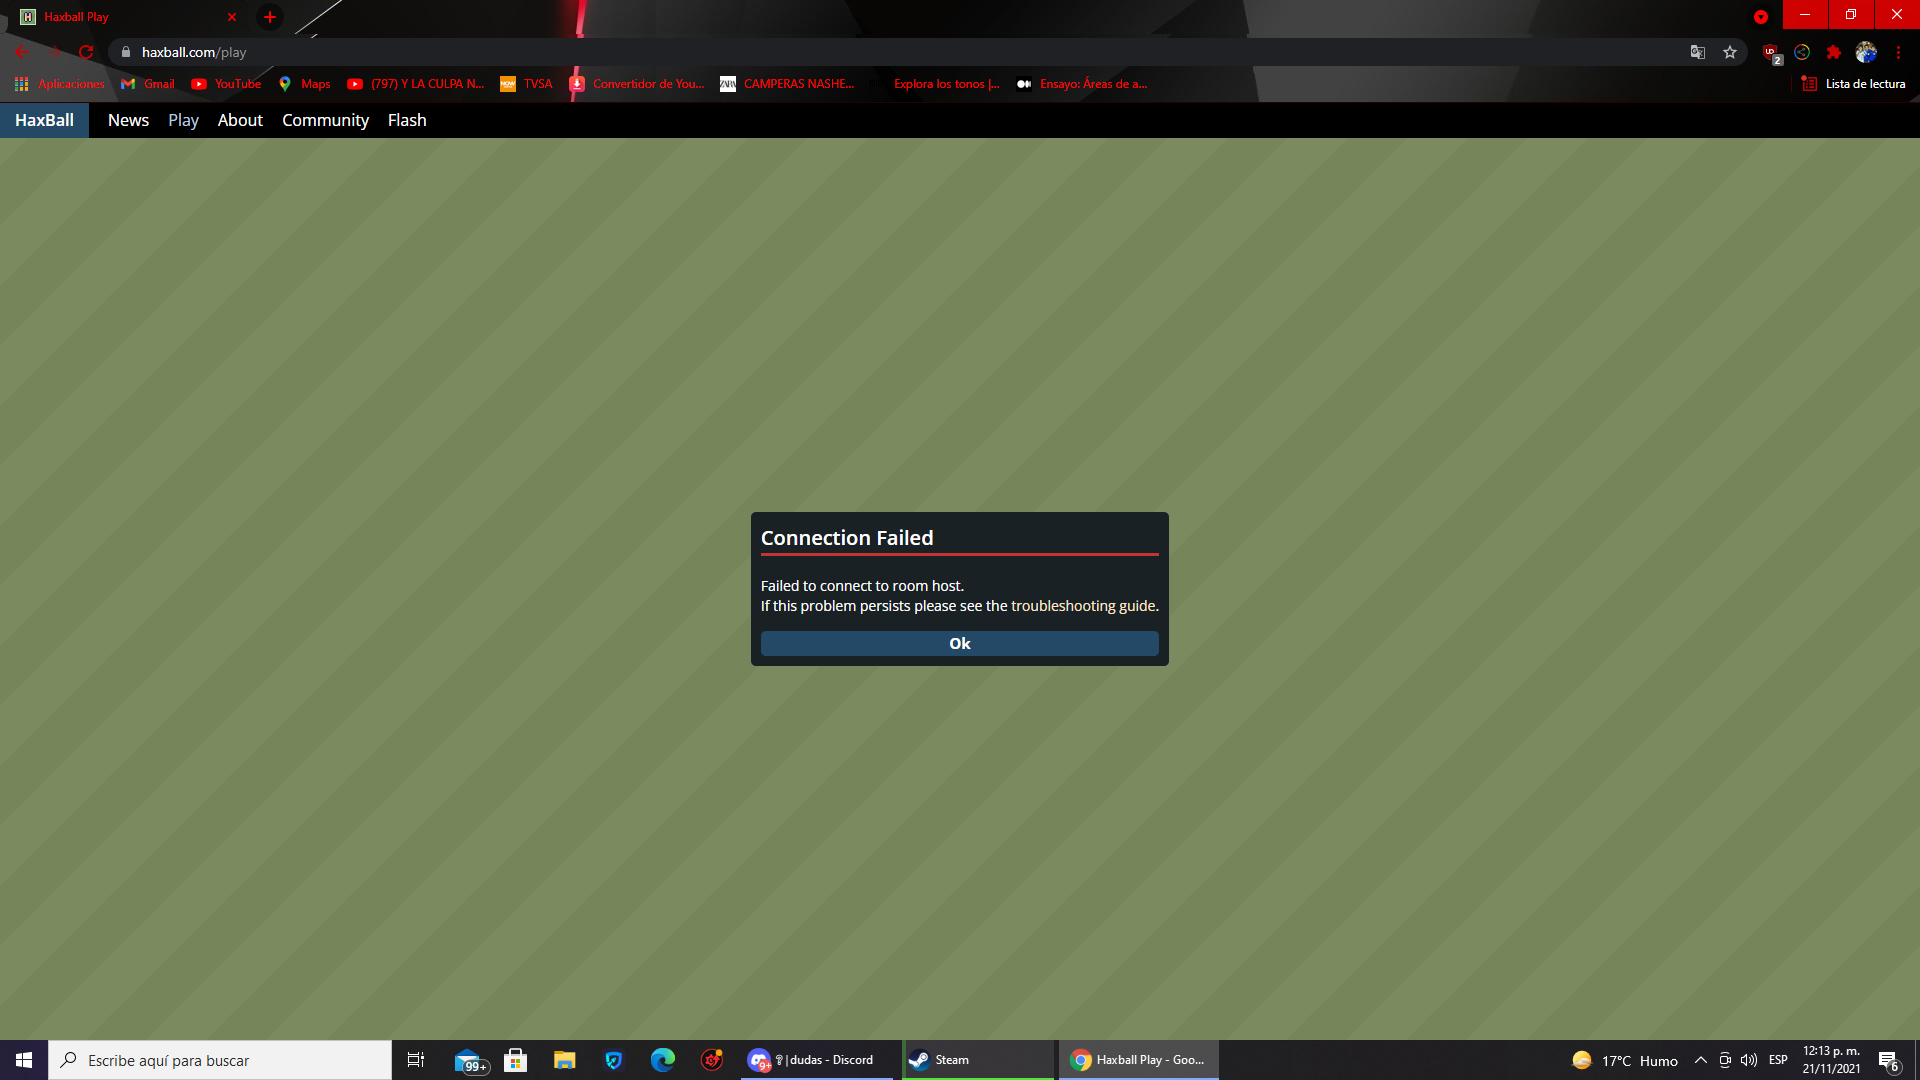 Haxball Play
haxball.com/play
2
Aplicaciones
Gmail
YouTube
Maps
(797) Y LA CULPA N...
TVSA
Convertidor de You...
CAMPERAS NASHE...
Explora los tonos |...
Ensayo: Áreas de a...
Lista de lectura
HaxBall
News
Play
About
Community
Flash
Connection Failed
Failed to connect to room host.
If this problem persists please see the troubleshooting guide.
Ok
Escribe aquí para buscar
99+
9+
? | dudas - Discord
Steam
Haxball Play - Goo...
17°C Humo
ESP
12:13 p. m.
21/11/2021
6